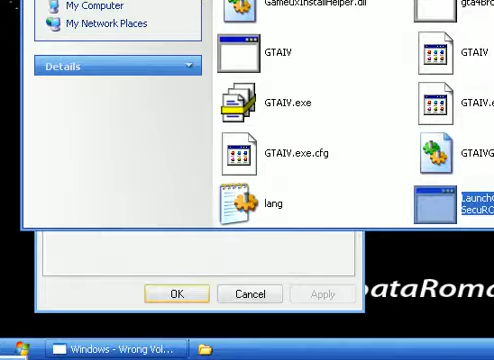 My Computer
My Network Places
Details
GameuxInstallHelper.dll
GTAIV
GTAIV
GTAIV.exe
GTAIV.exe.cfg
lang
OK
Cancel
Apply
Windows - Wrong Vol...